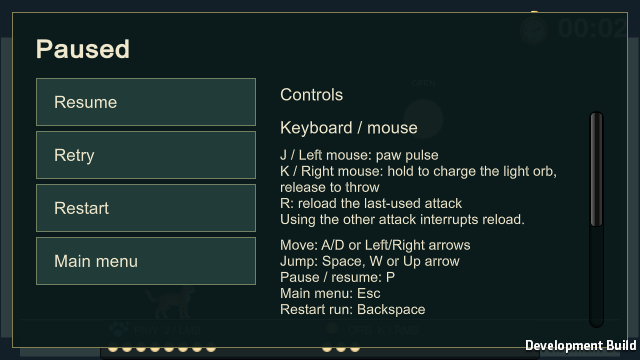 00:02
Paused
Resume
Retry
Restart
Main menu
Controls
Keyboard / mouse
J / Left mouse: paw pulse
K / Right mouse: hold to charge the light orb,
release to throw
R: reload the last-used attack
Using the other attack interrupts reload.
Move: A/D or Left/Right arrows
Jump: Space, W or Up arrow
Pause / resume: P
Main menu: Esc
Restart run: Backspace
Development Build